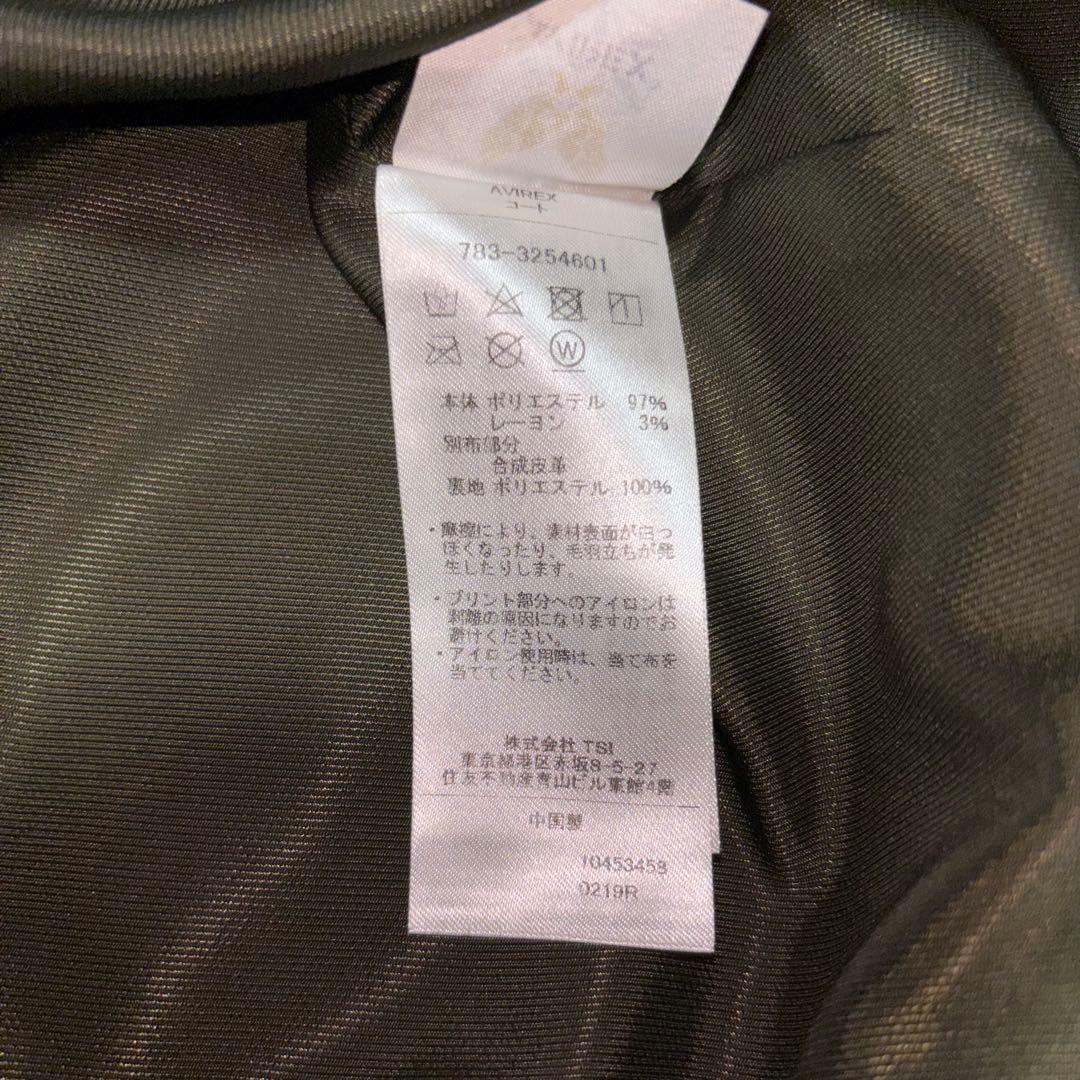 AVIREX
コート
783-3254601
W
本体 ポリエステル 97%
レーヨン 3%
別布部分
合成皮革
裏地 ポリエステル 100%
・摩擦により、素材表面が白っ
ぽくなったり、毛羽立ちが発
生したりします。
・プリント部分へのアイロンは
剥離の原因になりますのでお
避けください。
・アイロン使用時は、当て布を
当ててください。
株式会社 TSI
東京都港区赤坂8-5-27
住友不動産青山ビル東館4階
中国製
10453453
0219R